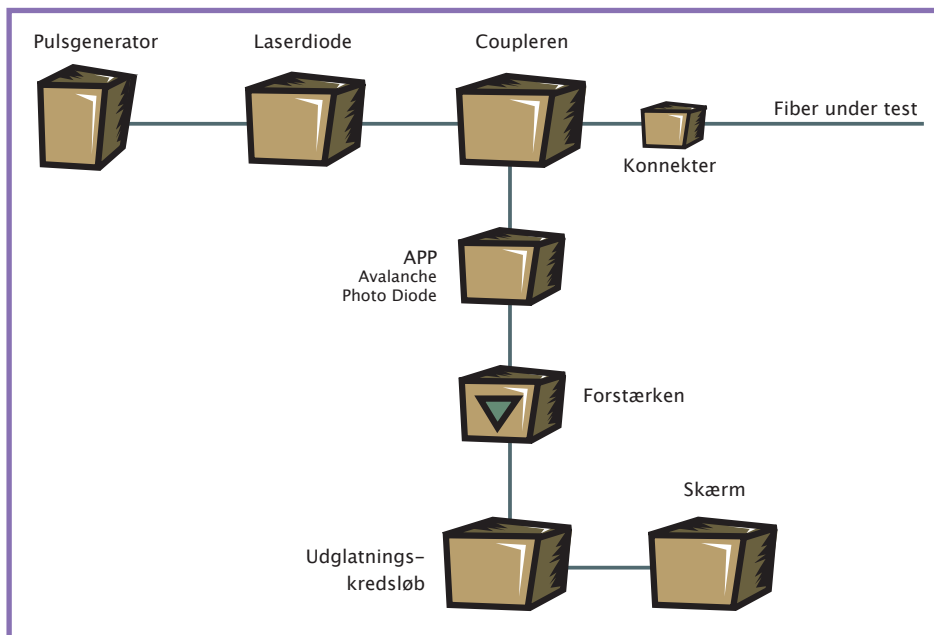 Pulsgenerator
Laserdiode
Coupleren
Fiber under test
Konnekter
APP
Avalanche
Photo Diode
Forstærken
Skærm
Udglatnings-
kredsløb